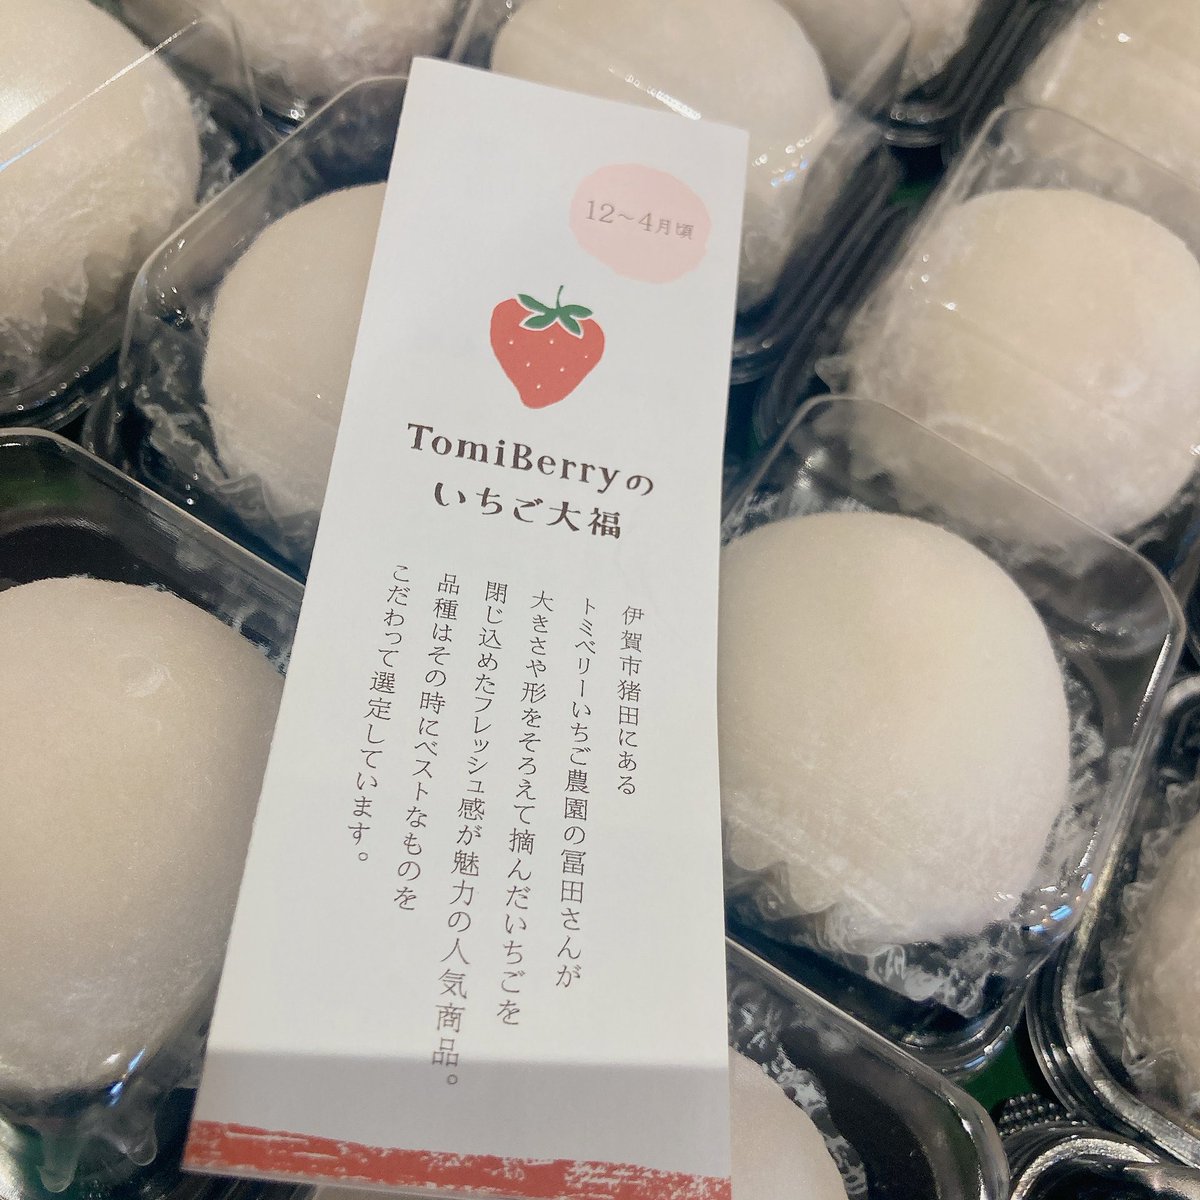 12〜4月頃
TomiBerryの
いちご大福
伊賀市猪田にある
トミベリーいちご農園の冨田さんが
大きさや形をそろえて摘んだいちごを
閉じ込めたフレッシュ感が魅力の人気商品。
品種はその時にベストなものを
こだわって選定しています。